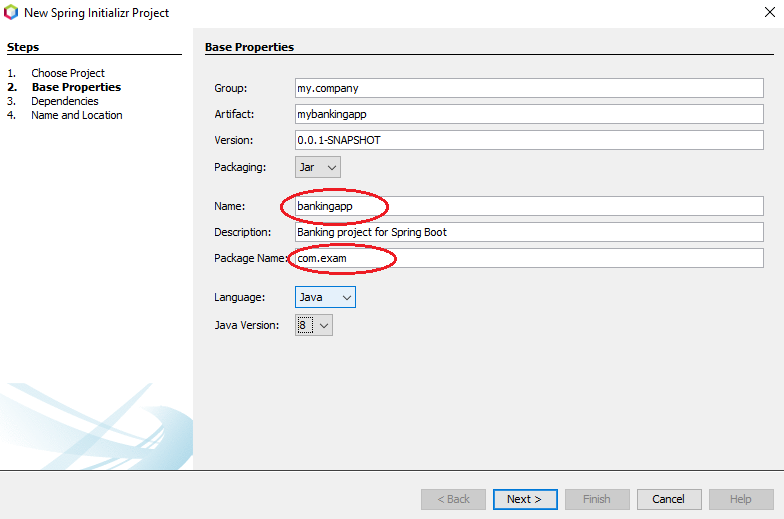 New Spring Initializr Project
Steps
1. Choose Project
2. Base Properties
3. Dependencies
4. Name and Location
Base Properties
Group: my.company
Artifact: mybankingapp
Version: 0.0.1-SNAPSHOT
Packaging: Jar
Name: bankingapp
Description: Banking project for Spring Boot
Package Name: com.exam
Language: Java
Java Version: 8
< Back Next > Finish Cancel Help